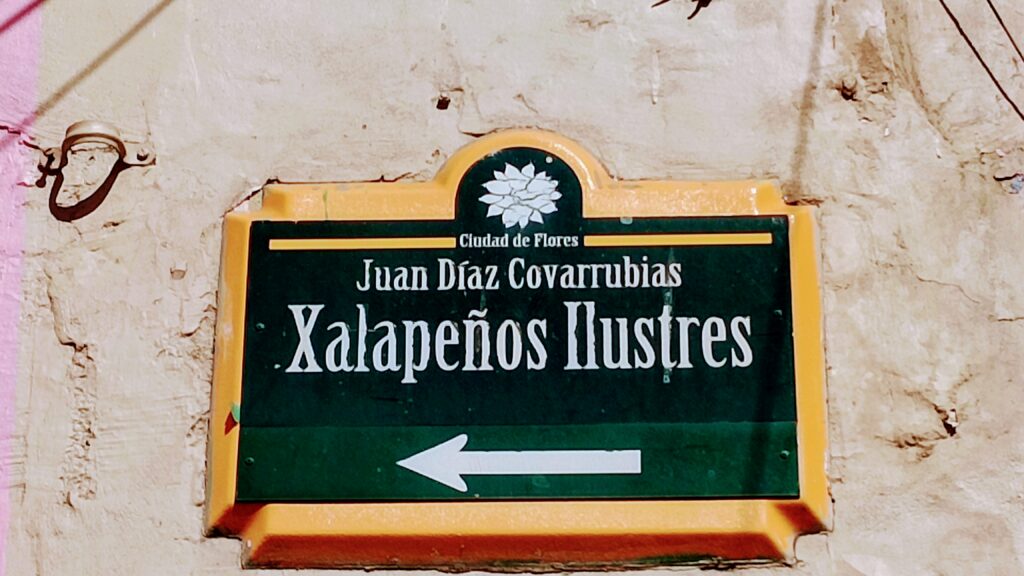 Ciudad de Flores
Juan Díaz Covarrubias
Xalapeños Ilustres